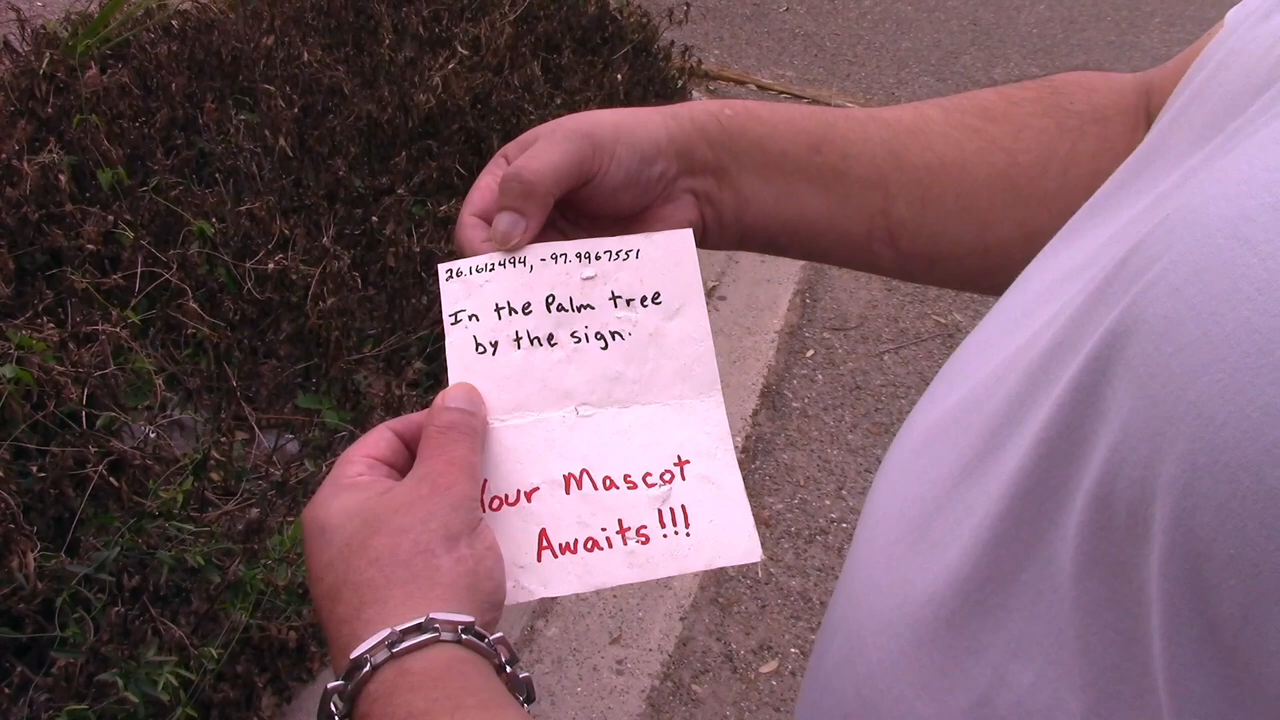 26.1612494, -97.9967551
In the Palm tree
by the sign.
Your Mascot
Awaits!!!